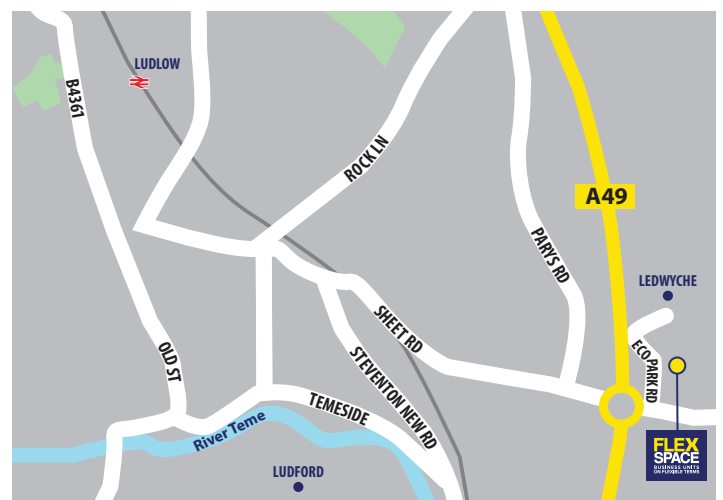 LUDLOW
B4361
ROCK LN
A49
PARYS RD
LEDWYCHE
SHEET RD
ECO PARK RD
OLD ST
STEVENTON NEW RD
TEMESIDE
River Teme
FLEX
SPACE
BUSINESS UNITS
ON FLEXIBLE TERMS
LUDFORD